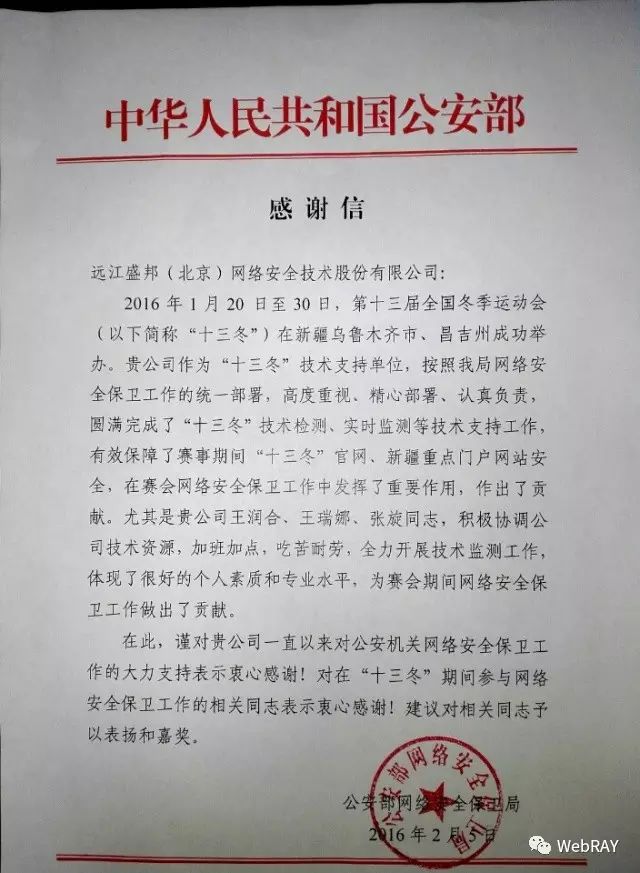 中华人民共和国公安部
感谢信
远江盛邦（北京）网络安全技术股份有限公司：
2016年1月20日至30日，第十三届全国冬季运动会
（以下简称“十三冬”）在新疆乌鲁木齐市、昌吉州成功举
办。贵公司作为“十三冬”技术支持单位，按照我局网络安
全保卫工作的统一部署，高度重视、精心部署、认真负责，
圆满完成了“十三冬”技术检测、实时监测等技术支持工作，
有效保障了赛事期间“十三冬”官网、新疆重点门户网站安
全，在赛会网络安全保卫工作中发挥了重要作用，作出了贡
献。尤其是贵公司王润合、王瑞娜、张旋同志，积极协调公
司技术资源，加班加点，吃苦耐劳，全力开展技术监测工作，
体现了很好的个人素质和专业水平，为赛会期间网络安全保
卫工作做出了贡献。
在此，谨对贵公司一直以来对公安机关网络安全保卫工
作的大力支持表示衷心感谢！对在“十三冬”期间参与网络
安全保卫工作的相关同志表示衷心感谢！建议对相关同志予
以表扬和嘉奖。
公安部网络安全保卫局
2016年2月5日
公安部网络安全卫士局
WebRAY